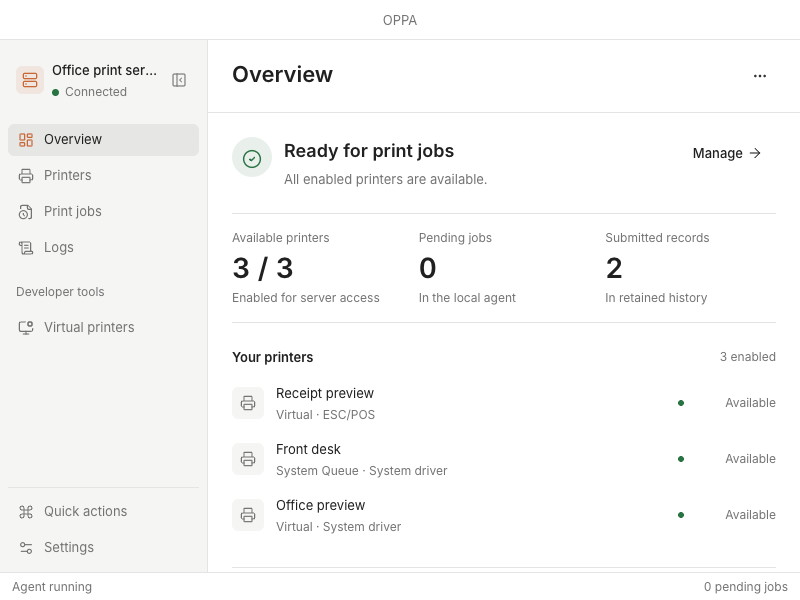 OPPA
Office print ser...
Connected
Overview
Printers
Print jobs
Logs
Developer tools
Virtual printers
Quick actions
Settings
Overview
Ready for print jobs
All enabled printers are available.
Manage
Available printers
3 / 3
Enabled for server access
Pending jobs
0
In the local agent
Submitted records
2
In retained history
Your printers
3 enabled
Receipt preview
Virtual · ESC/POS
Available
Front desk
System Queue · System driver
Available
Office preview
Virtual · System driver
Available
Agent running
0 pending jobs